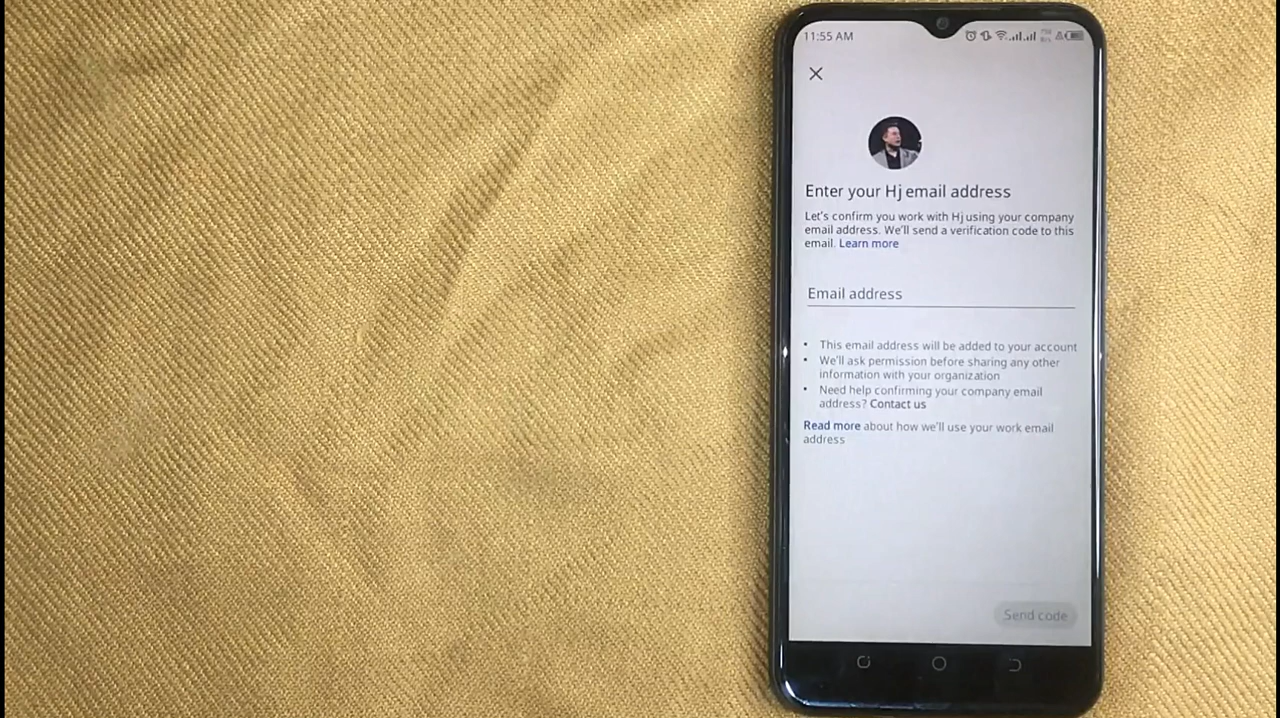 11:55 AM
Enter your Hj email address
Let's confirm you work with Hj using your company
email address. We'll send a verification code to this
email. Learn more
Email address
• This email address will be added to your account
• We'll ask permission before sharing any other
information with your organization
• Need help confirming your company email
address? Contact us
Read more about how we'll use your work email
address
Send code